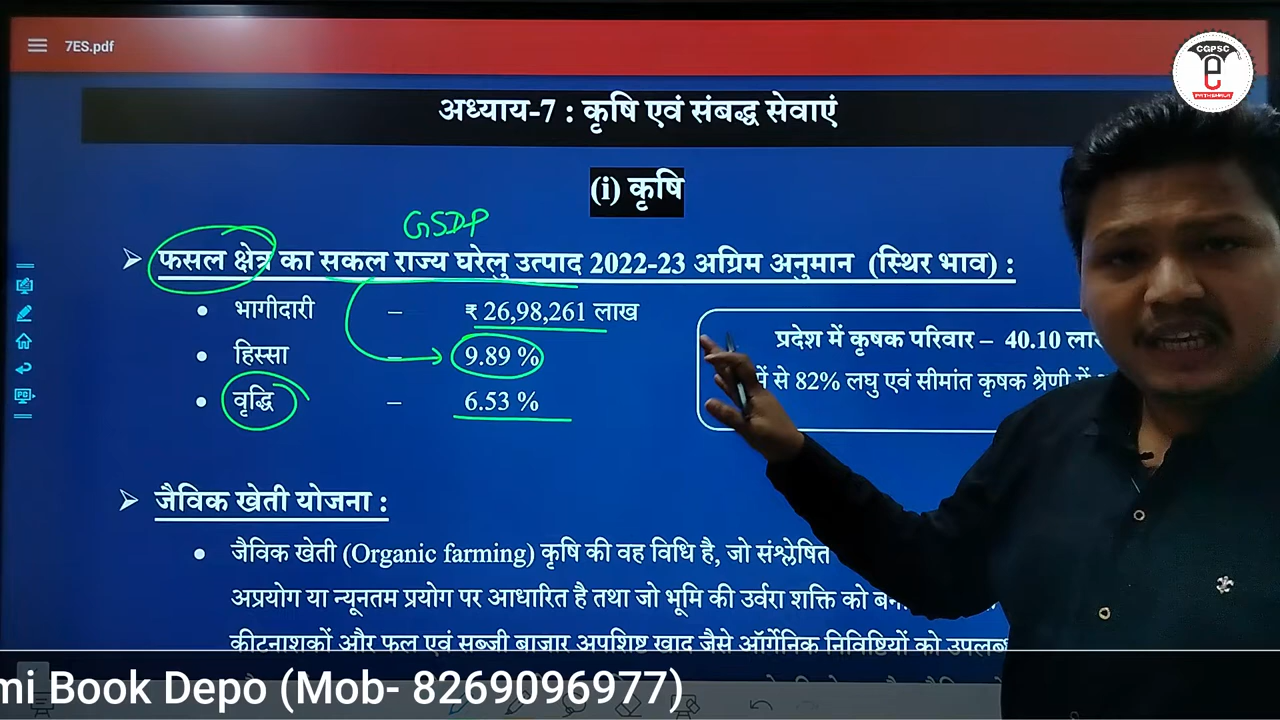 7ES.pdf
CGPSC
e
अध्याय-7 : कृषि एवं संबद्ध सेवाएं
(i) कृषि
GSDP
➢ फसल क्षेत्र का सकल राज्य घरेलु उत्पाद 2022-23 अग्रिम अनुमान (स्थिर भाव) :
• भागीदारी – ₹ 26,98,261 लाख
• हिस्सा – 9.89 %
• वृद्धि – 6.53 %
प्रदेश में कृषक परिवार – 40.10
से 82% लघु एवं सीमांत कृषक श्रेणी में
➢ जैविक खेती योजना :
• जैविक खेती (Organic farming) कृषि की वह विधि है, जो संश्लेषित
अप्रयोग या न्यूनतम प्रयोग पर आधारित है तथा जो भूमि की उर्वरा शक्ति को
कीटनाशकों और फल एवं सब्जी बाजार अपशिष्ट खाद जैसे ऑर्गेनिक निविष्टियों को
mi Book Depo (Mob- 8269096977)